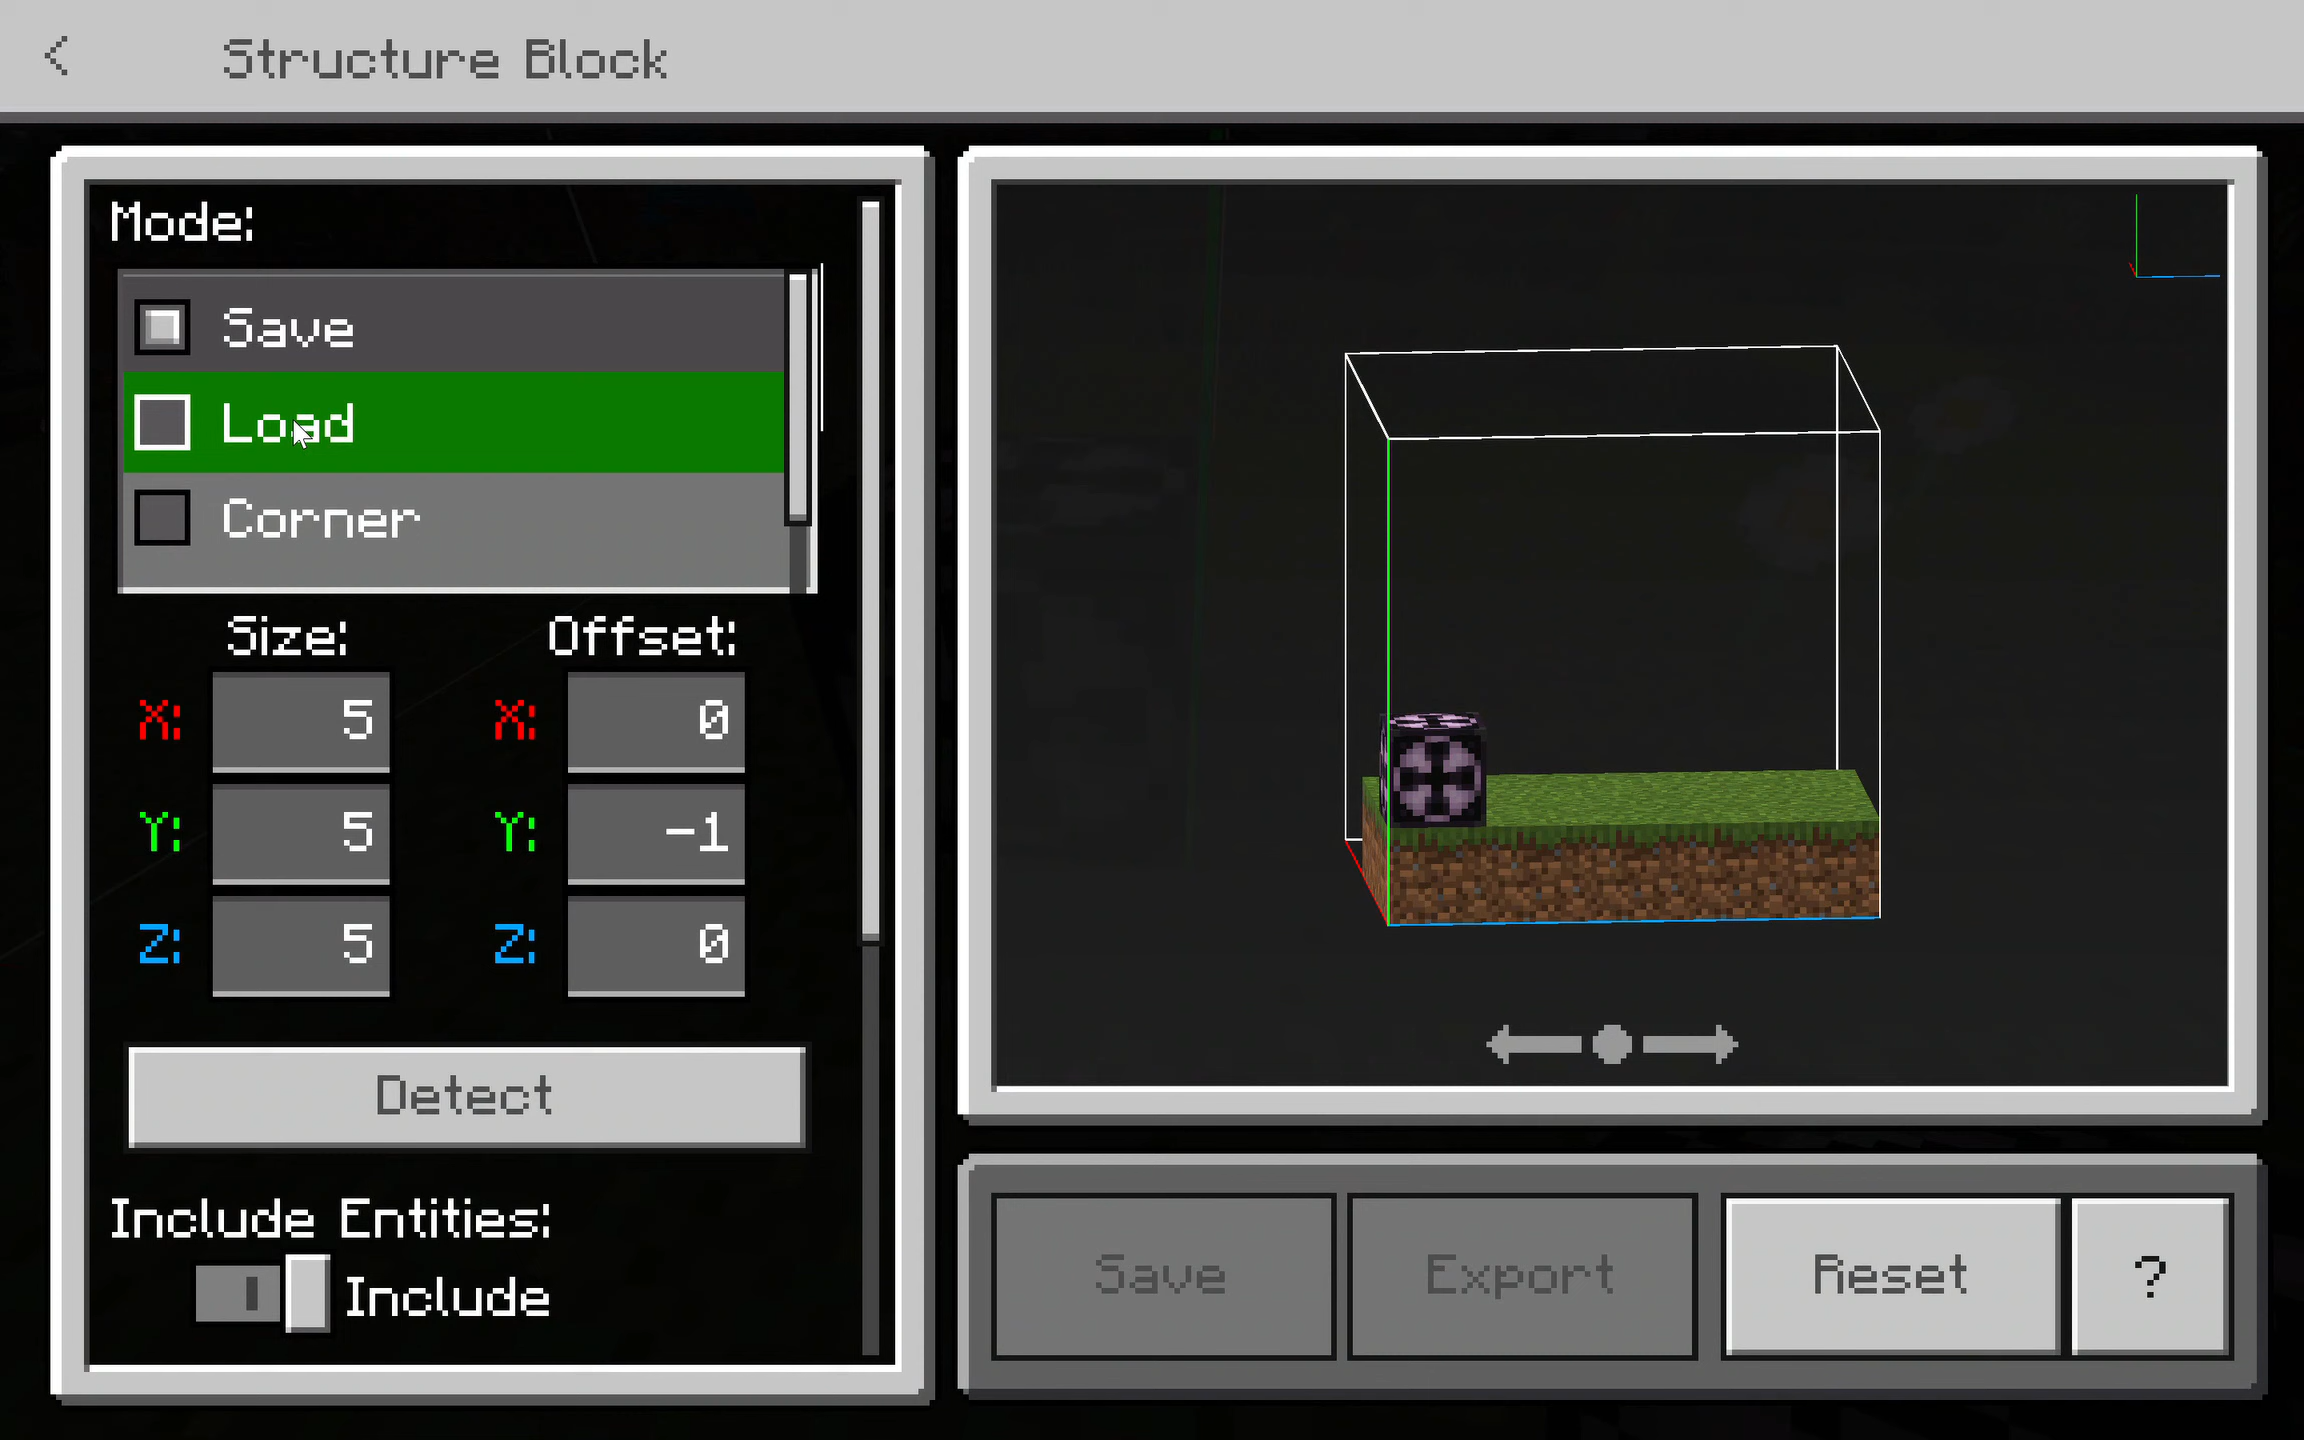 Structure Block
Mode:
Save
Load
Corner
Size: Offset:
X: 5 X: 0
Y: 5 Y: -1
Z: 5 Z: 0
Detect
Include Entities:
Include
Save Export Reset ?